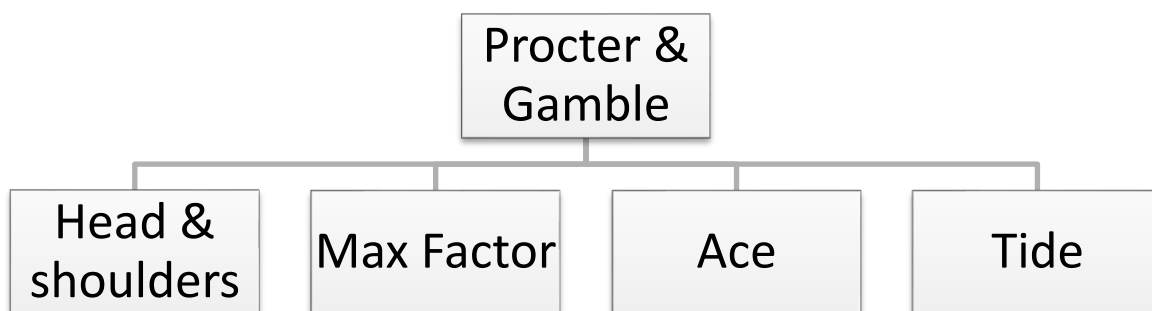 Procter &
Gamble
Head &
shoulders
Max Factor
Ace
Tide